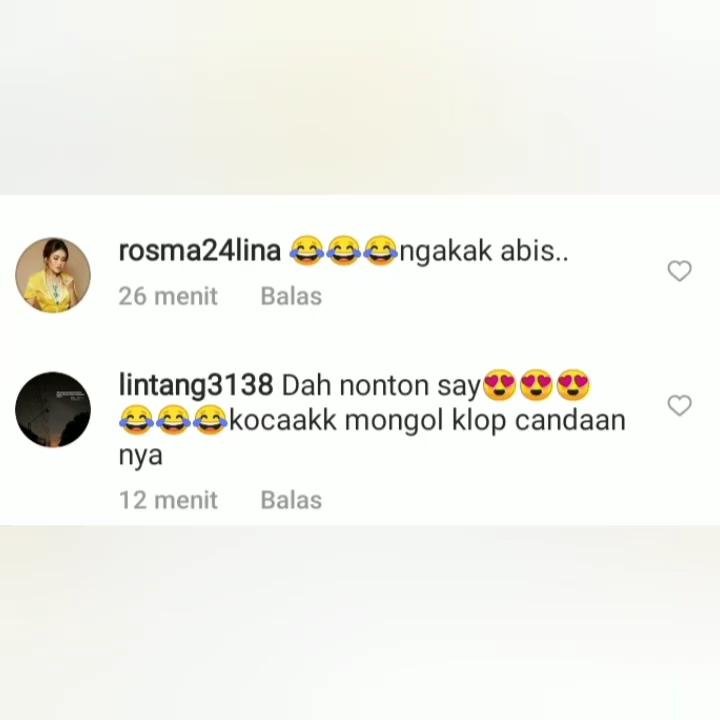 rosma24lina 😂😂😂ngakak abis..
26 menit Balas
lintang3138 Dah nonton say😍😍😍
😂😂😂kocaakk mongol klop candaan
nya
12 menit Balas